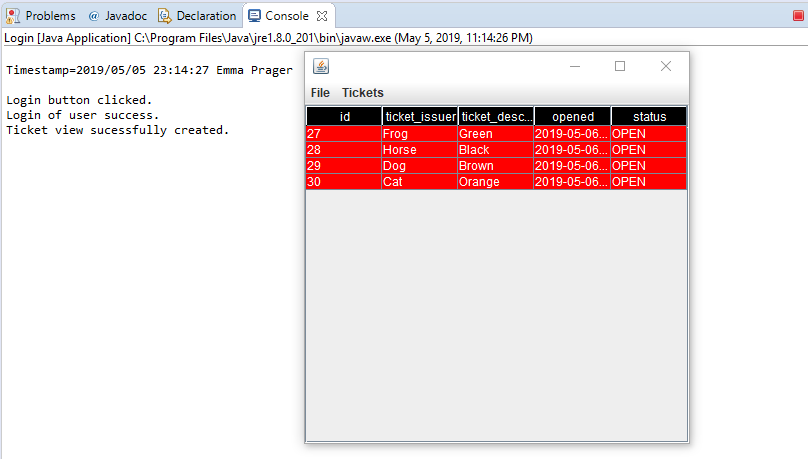 Problems @ Javadoc Declaration Console
Login [Java Application] C:\Program Files\Java\jre1.8.0_201\bin\javaw.exe (May 5, 2019, 11:14:26 PM)
Timestamp=2019/05/05 23:14:27 Emma Prager
Login button clicked.
Login of user success.
Ticket view sucessfully created.
File Tickets
id ticket_issuer ticket_desc... opened status
27 Frog Green 2019-05-06... OPEN
28 Horse Black 2019-05-06... OPEN
29 Dog Brown 2019-05-06... OPEN
30 Cat Orange 2019-05-06... OPEN